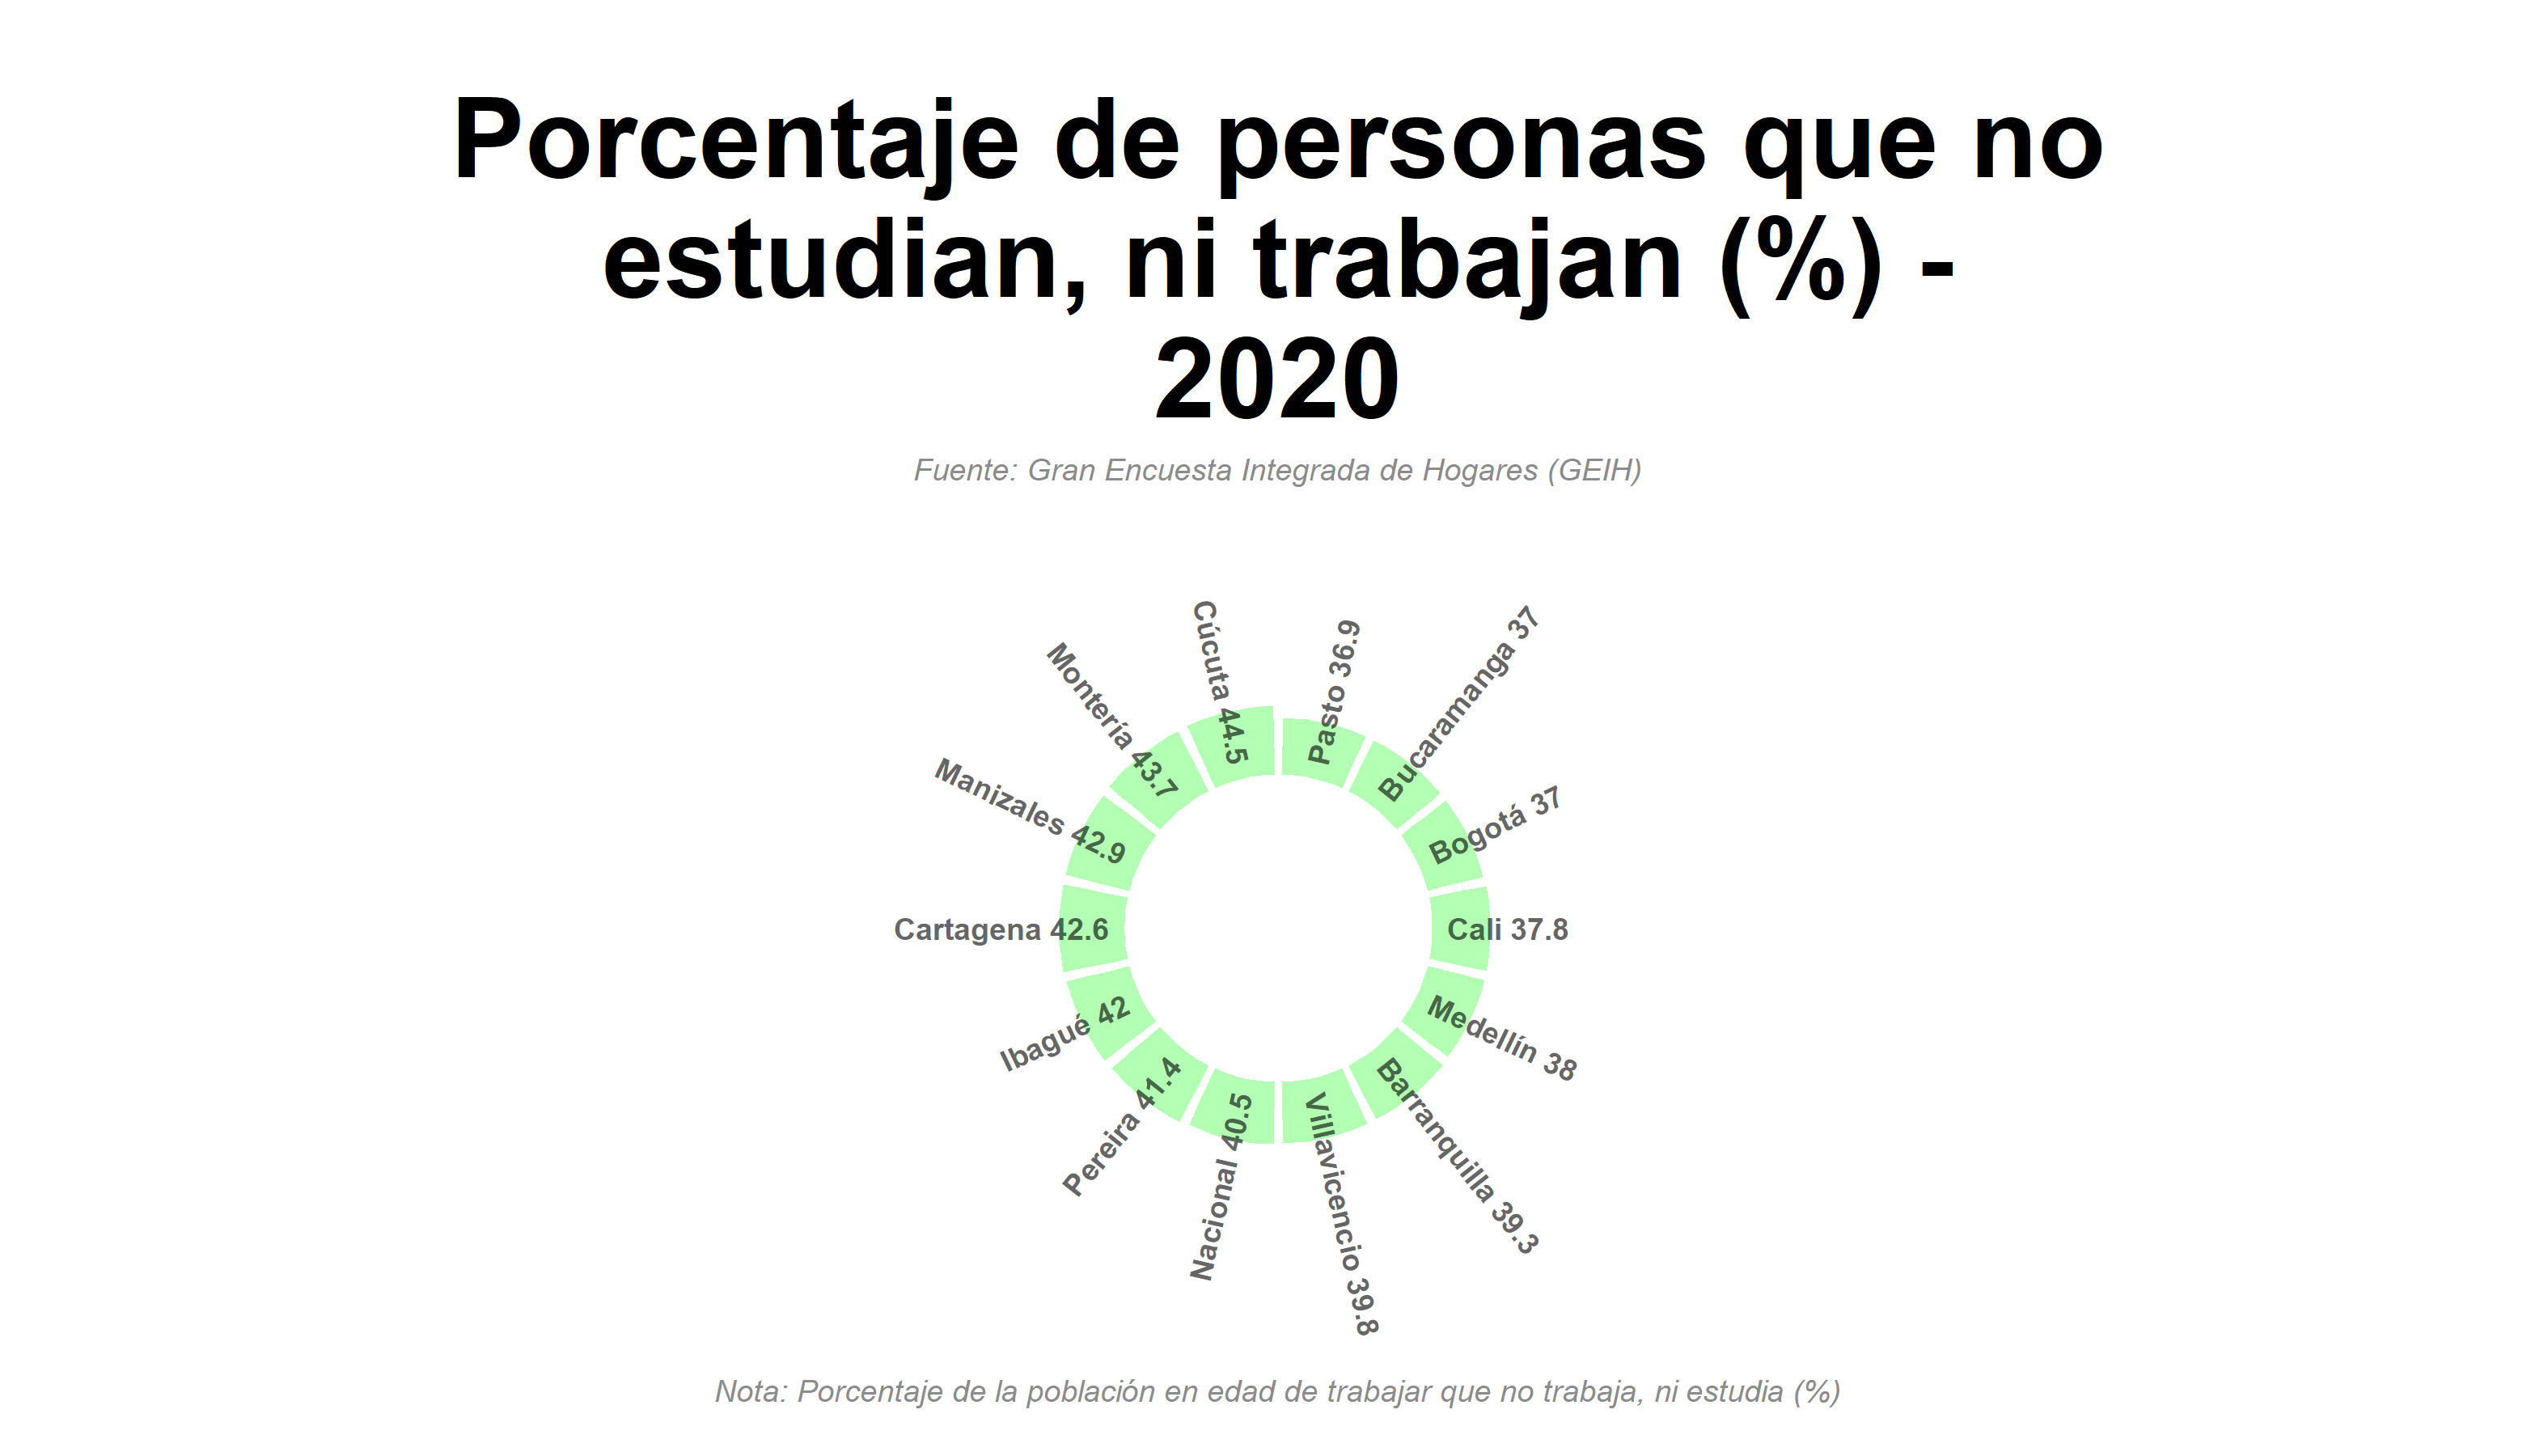 Porcentaje de personas que no
estudian, ni trabajan (%) -
2020
Fuente: Gran Encuesta Integrada de Hogares (GEIH)
Pasto 36.9
Bucaramanga 37
Bogotá 37
Cali 37.8
Medellín 38
Barranquilla 39.3
Villavicencio 39.8
Nacional 40.5
Pereira 41.4
Ibagué 42
Cartagena 42.6
Manizales 42.9
Montería 43.7
Cúcuta 44.5
Nota: Porcentaje de la población en edad de trabajar que no trabaja, ni estudia (%)